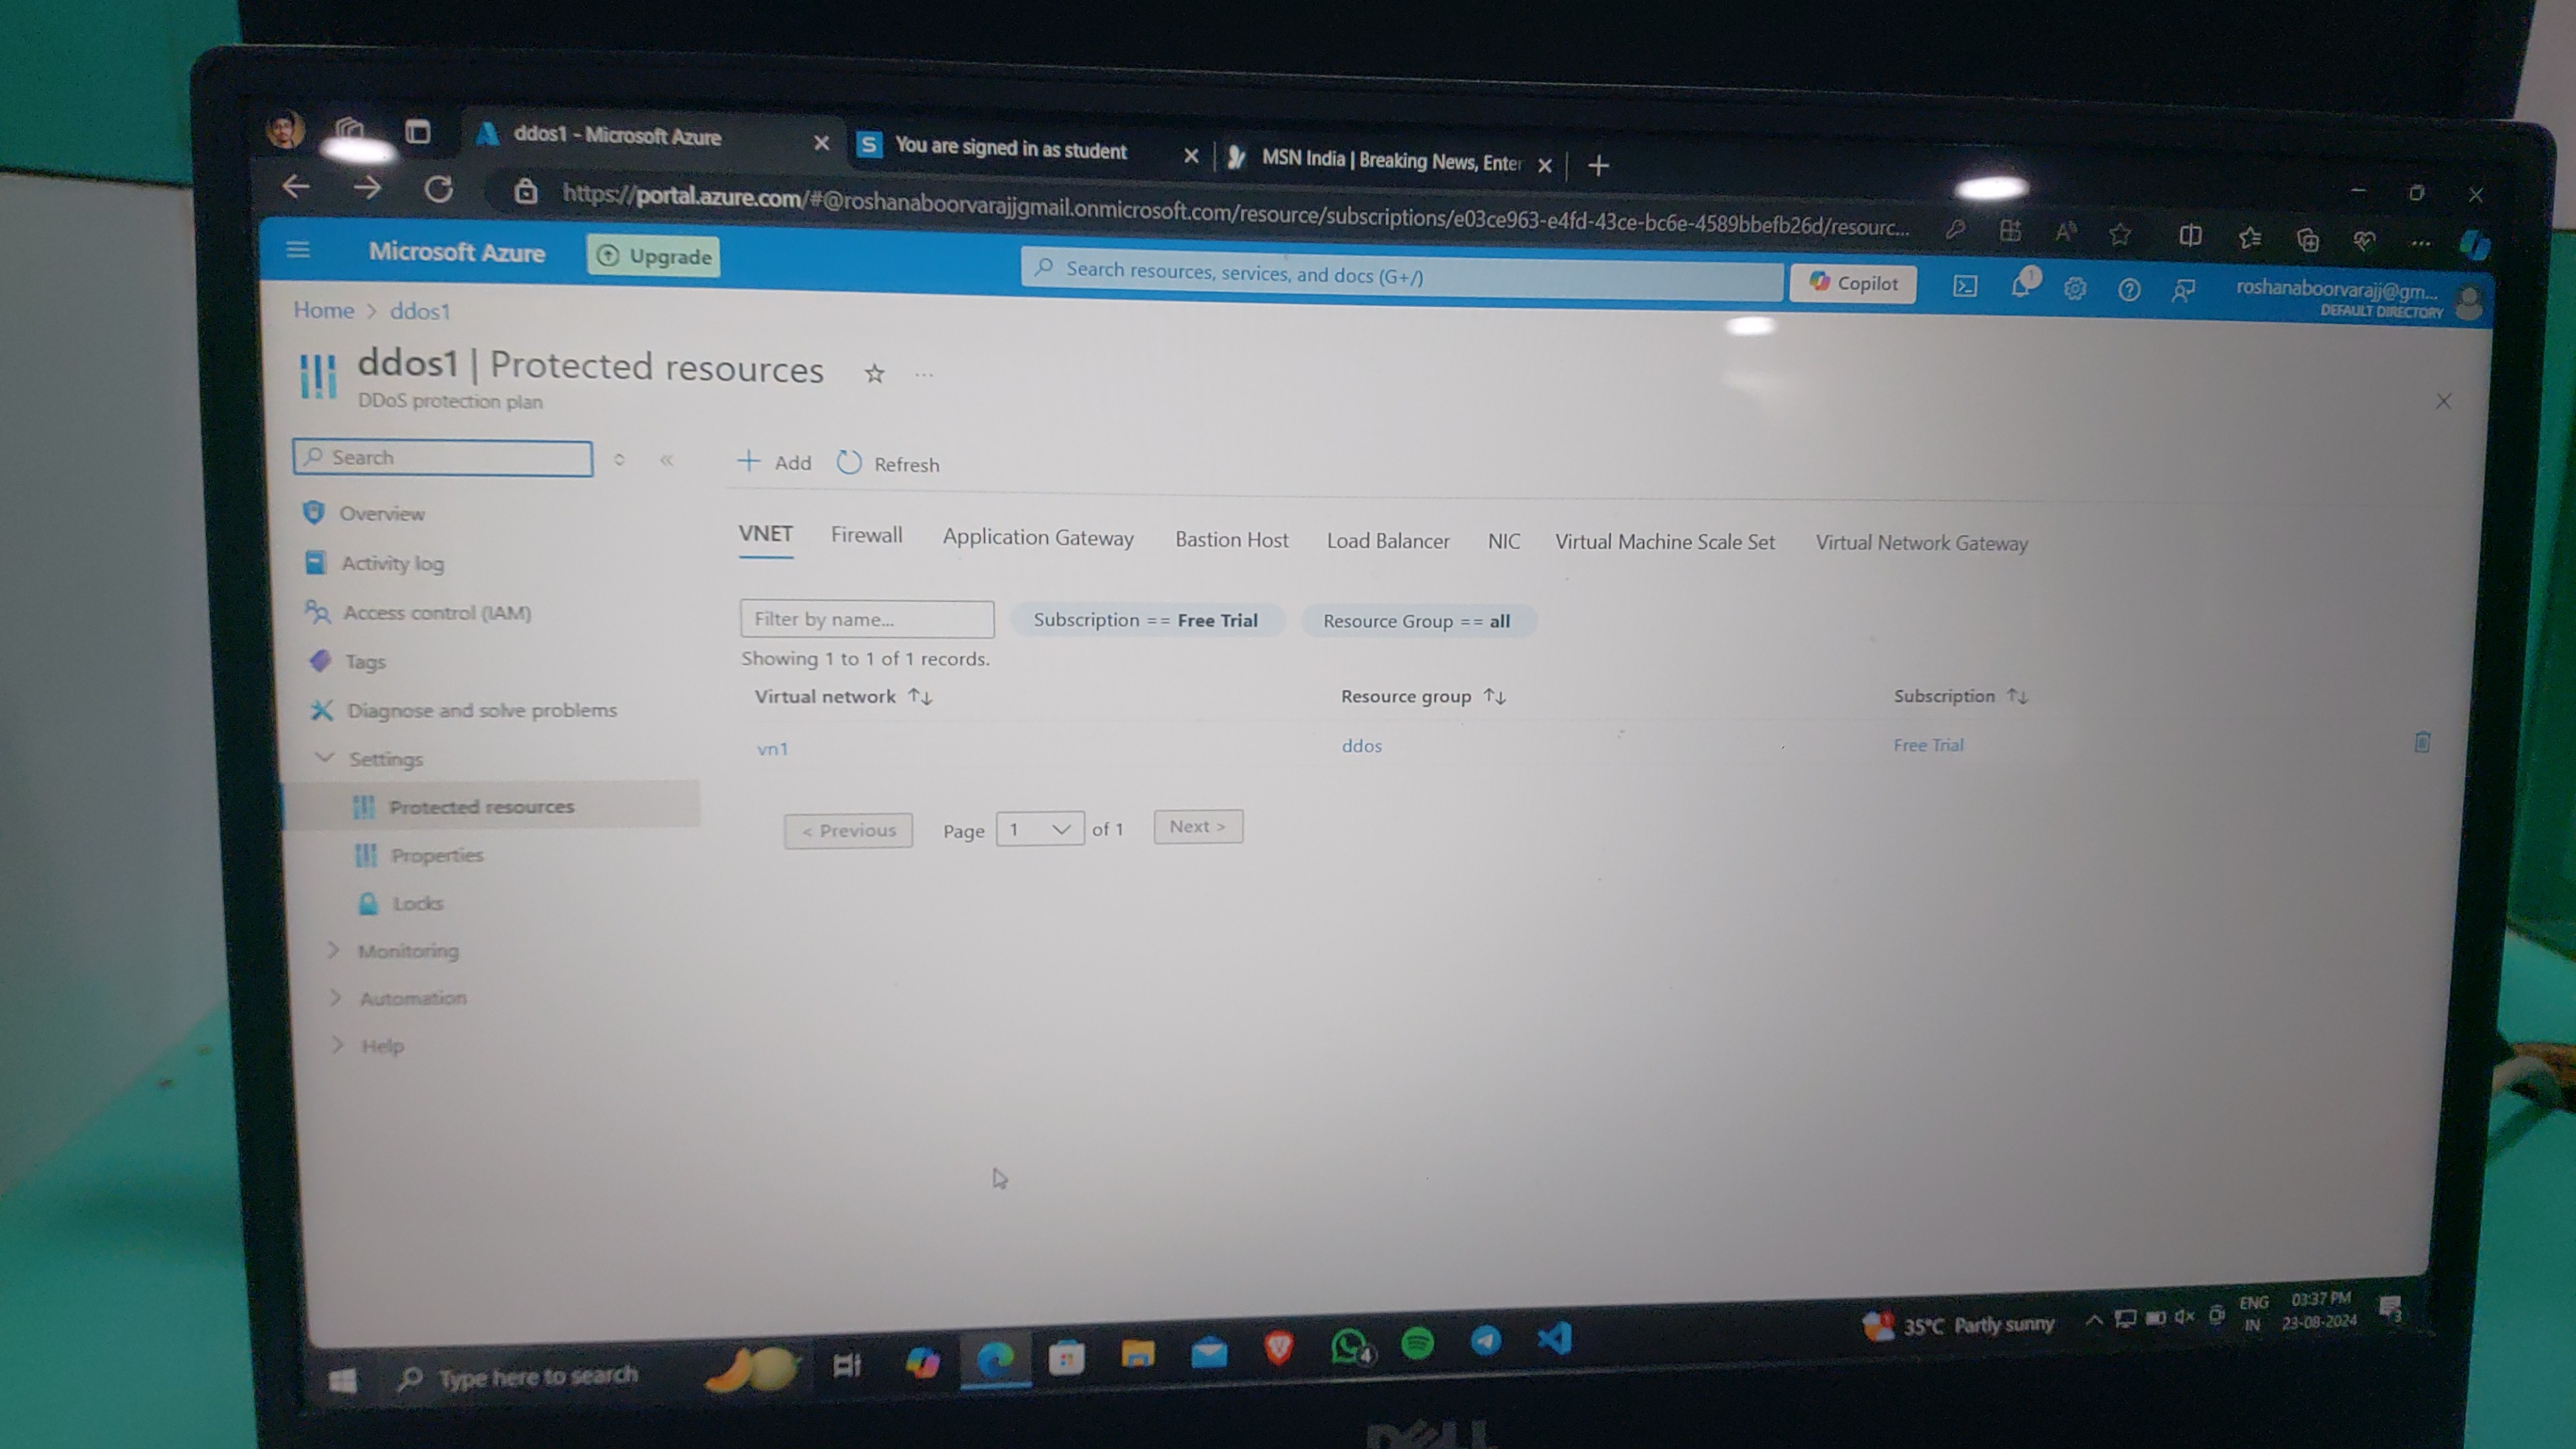 ddos1 - Microsoft Azure
You are signed in as student
MSN India | Breaking News, Enter
https://portal.azure.com/#@roshanaboorvarajjgmail.onmicrosoft.com/resource/subscriptions/e03ce963-e4fd-43ce-bc6e-4589bbefb26d/resourc...
Microsoft Azure
Upgrade
Search resources, services, and docs (G+/)
Copilot
1
roshanaboorvarajj@gm...
DEFAULT DIRECTORY
Home > ddos1
ddos1 | Protected resources
DDoS protection plan
Search
Add
Refresh
Overview
Activity log
Access control (IAM)
Tags
Diagnose and solve problems
Settings
Protected resources
Properties
Locks
Monitoring
Automation
Help
VNET Firewall Application Gateway Bastion Host Load Balancer NIC Virtual Machine Scale Set Virtual Network Gateway
Filter by name...
Subscription == Free Trial
Resource Group == all
Showing 1 to 1 of 1 records.
Virtual network ↑↓ Resource group ↑↓ Subscription ↑↓
vn1 ddos Free Trial
< Previous Page 1 of 1 Next >
Type here to search
4
35°C Partly sunny
ENG
IN
03:37 PM
23-08-2024
3
DELL